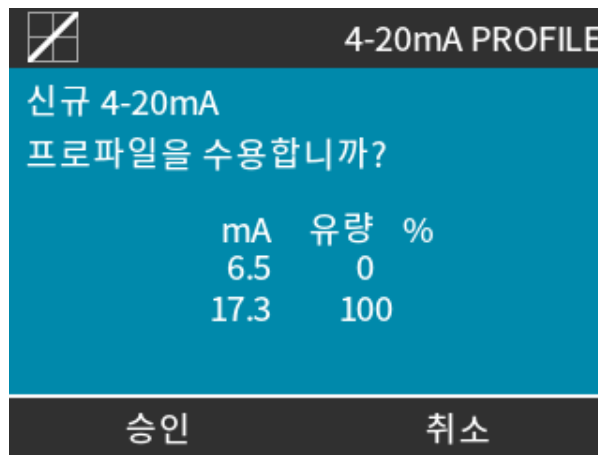 4-20mA PROFILE
신규 4-20mA
프로파일을 수용합니까?
mA 유량 %
6.5 0
17.3 100
승인 취소